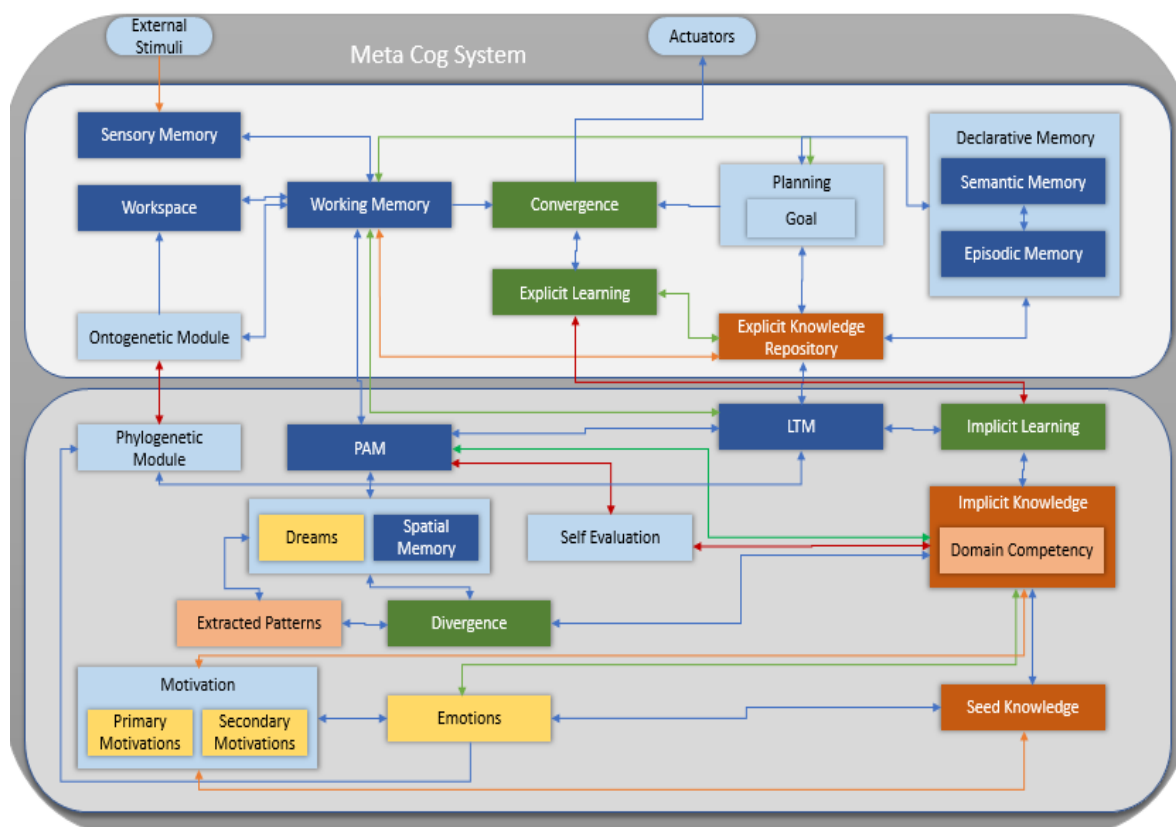 External
Stimuli
Actuators
Meta Cog System
Sensory Memory
Declarative Memory
Workspace
Working Memory
Convergence
Planning
Goal
Semantic Memory
Episodic Memory
Explicit Learning
Ontogenetic Module
Explicit Knowledge
Repository
Phylogenetic
Module
PAM
LTM
Implicit Learning
Dreams
Spatial
Memory
Self Evaluation
Implicit Knowledge
Domain Competency
Extracted Patterns
Divergence
Motivation
Primary
Motivations
Secondary
Motivations
Emotions
Seed Knowledge